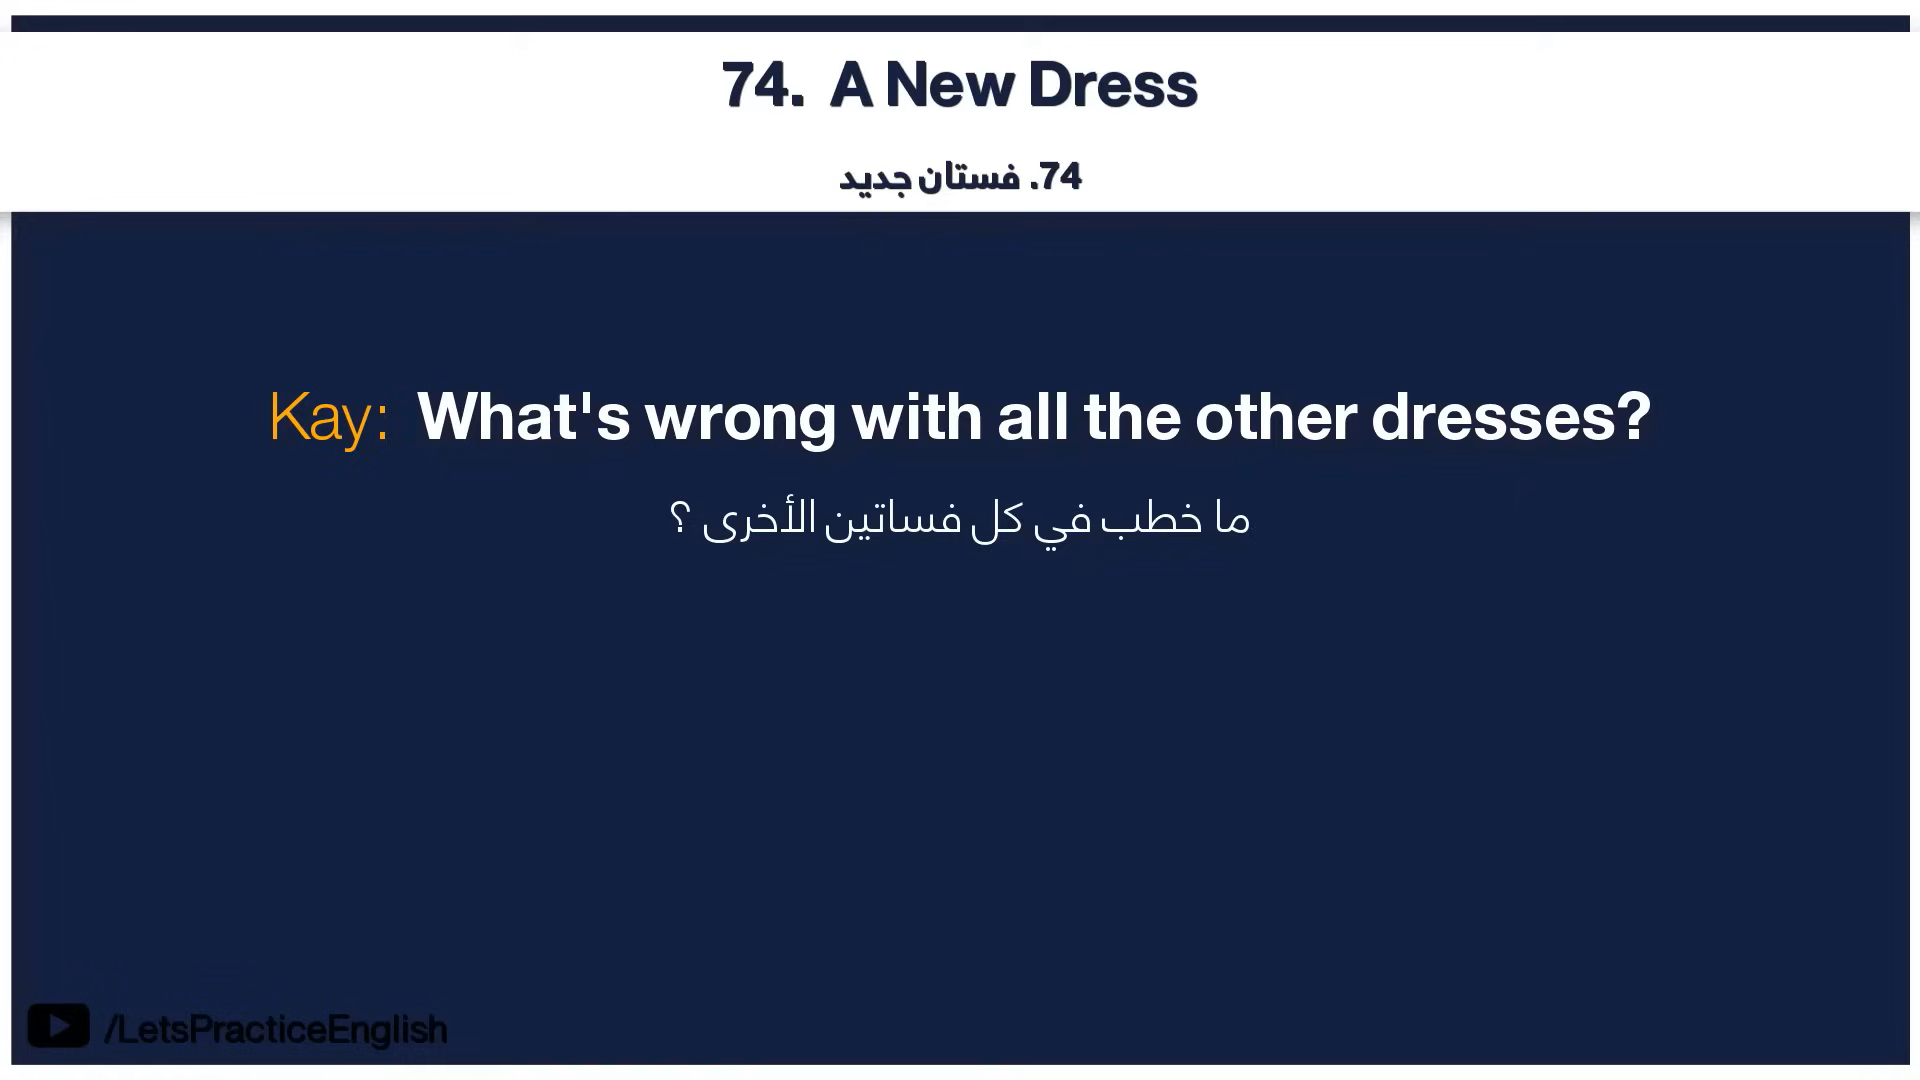 74. A New Dress
74. فستان جديد
Kay: What's wrong with all the other dresses?
ما خطب في كل فساتين الأخرى ؟
/LetsPracticeEnglish